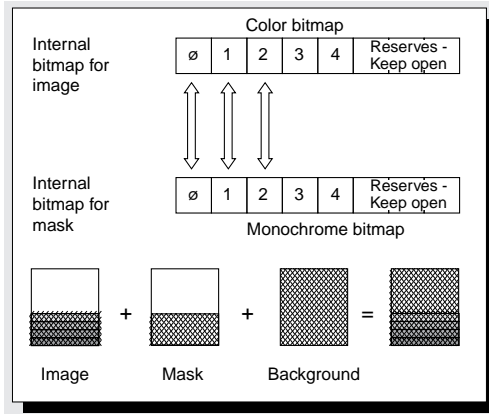 Color bitmap
Internal
bitmap for
image
ø 1 2 3 4 Reserves -
Keep open
Internal
bitmap for
mask
ø 1 2 3 4 Reserves -
Keep open
Monochrome bitmap
+ + =
Image Mask Background